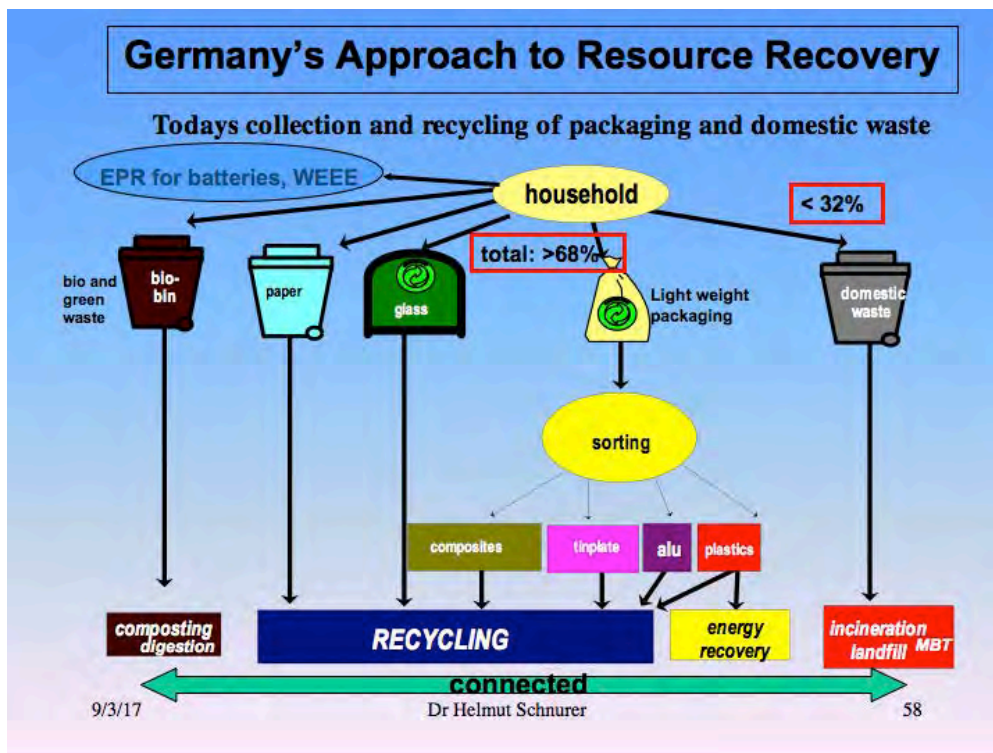 Germany's Approach to Resource Recovery
Todays collection and recycling of packaging and domestic waste
EPR for batteries, WEEE
household
< 32%
total: >68%
bio and
green
waste
bio-
bin
paper
glass
Light weight
packaging
domestic
waste
sorting
composites
tinplate
alu
plastics
composting
digestion
RECYCLING
energy
recovery
incineration
landfill MBT
connected
9/3/17
Dr Helmut Schnurer
58